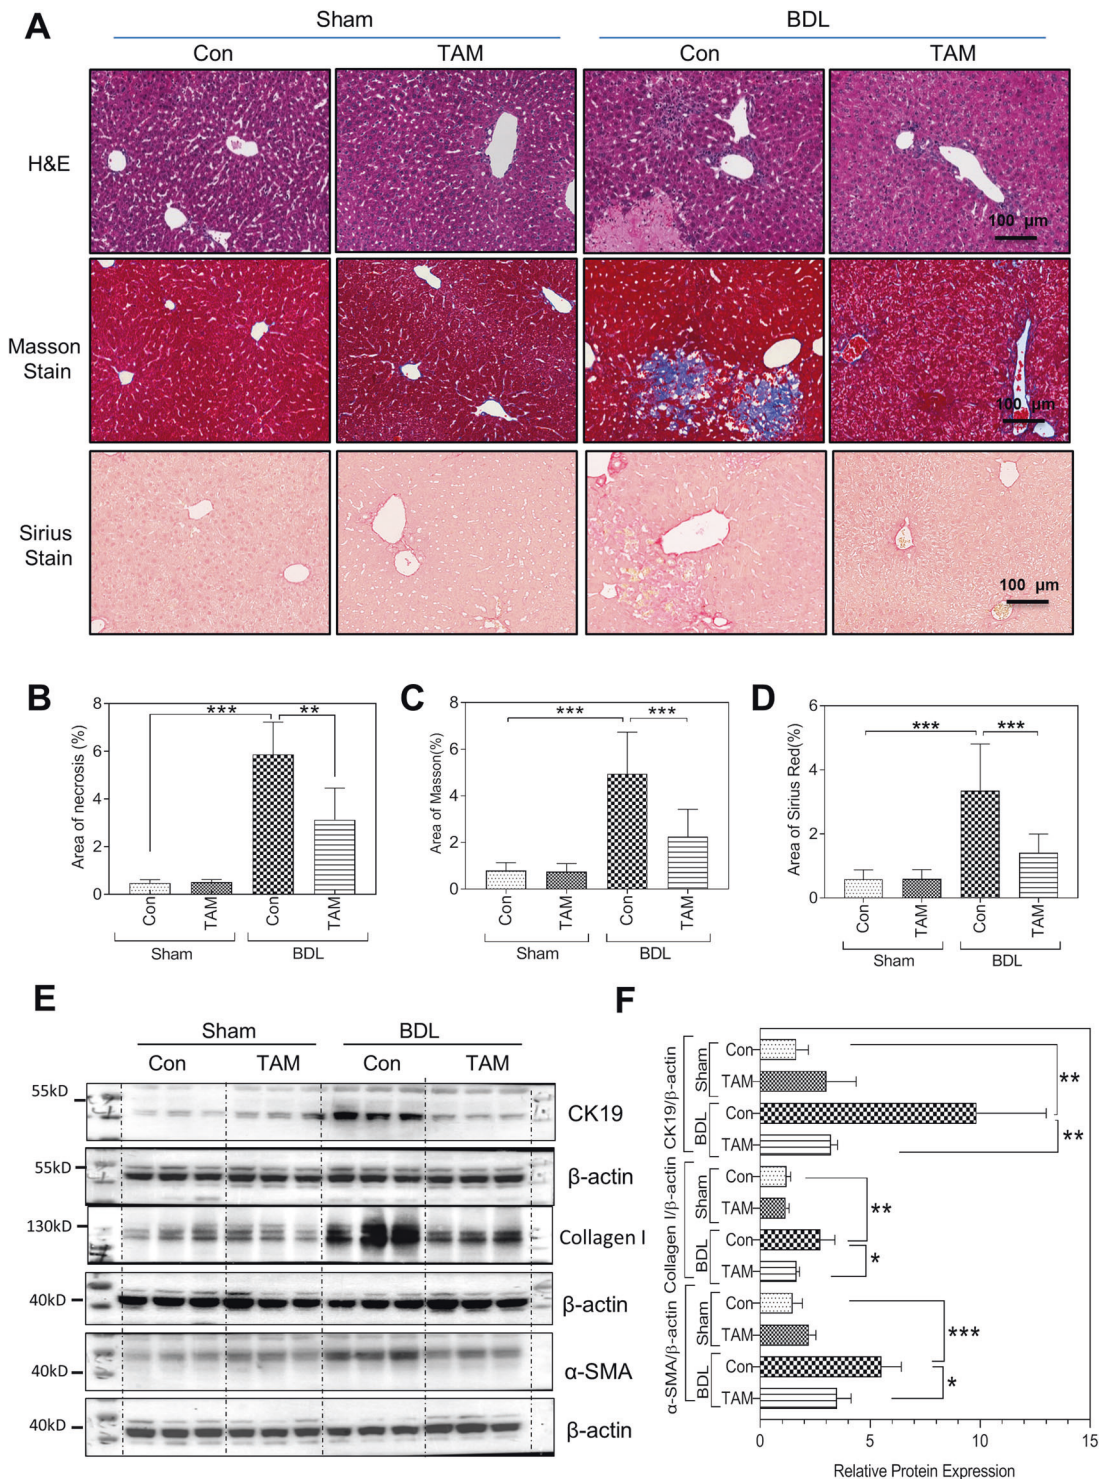 A
Sham
BDL
Con
TAM
Con
TAM
H&E
100 μm
Masson
Stain
100 μm
Sirius
Stain
100 μm
B
Area of necrosis (%)
8
6
4
2
0
***
**
Con
TAM
Con
TAM
Sham
BDL
C
Area of Masson(%)
8
6
4
2
0
***
***
Con
TAM
Con
TAM
Sham
BDL
D
Area of Sirius Red(%)
6
4
2
0
***
***
Con
TAM
Con
TAM
Sham
BDL
E
Sham
BDL
Con
TAM
Con
TAM
55kD
CK19
55kD
β-actin
130kD
Collagen I
40kD
β-actin
40kD
α-SMA
40kD
β-actin
F
CK19/β-actin
Sham
Con
TAM
BDL
Con
TAM
**
**
Collagen I/β-actin
Sham
Con
TAM
BDL
Con
TAM
**
*
α-SMA/β-actin
Sham
Con
TAM
BDL
Con
TAM
***
*
0
5
10
15
Relative Protein Expression